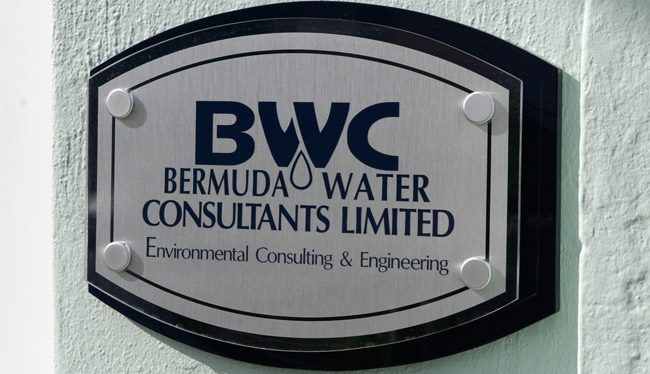 BWC
BERMUDA WATER
CONSULTANTS LIMITED
Environmental Consulting & Engineering